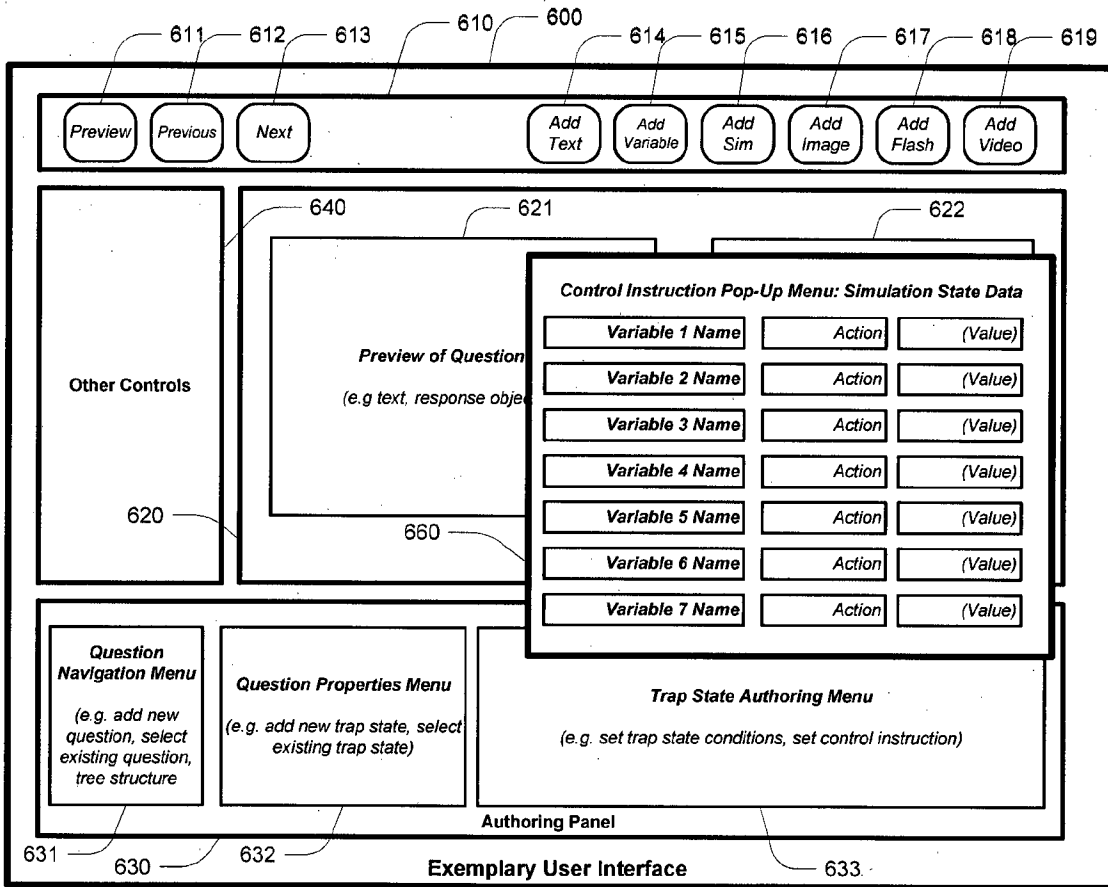 600
610
611
612
613
614
615
616
617
618
619
Preview
Previous
Next
Add
Text
Add
Variable
Add
Sim
Add
Image
Add
Flash
Add
Video
640
621
622
Other Controls
Preview of Question
(e.g text, response objec
Control Instruction Pop-Up Menu: Simulation State Data
Variable 1 Name Action (Value)
Variable 2 Name Action (Value)
Variable 3 Name Action (Value)
Variable 4 Name Action (Value)
Variable 5 Name Action (Value)
Variable 6 Name Action (Value)
Variable 7 Name Action (Value)
620
660
Question
Navigation Menu
(e.g. add new
question, select
existing question,
tree structure
Question Properties Menu
(e.g. add new trap state, select
existing trap state)
Trap State Authoring Menu
(e.g. set trap state conditions, set control instruction)
Authoring Panel
631
630
632
633
Exemplary User Interface